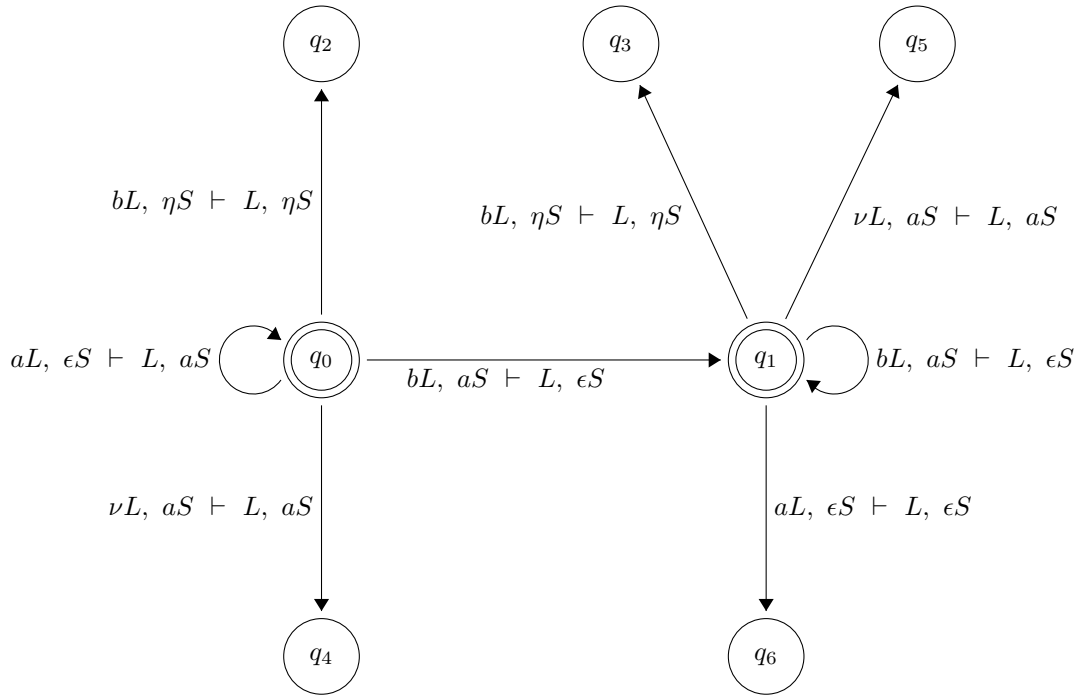 q₂
q₃
q₅
bL, ηS ⊢ L, ηS
bL, ηS ⊢ L, ηS
νL, aS ⊢ L, aS
aL, ϵS ⊢ L, aS
q₀
bL, aS ⊢ L, ϵS
q₁
bL, aS ⊢ L, ϵS
νL, aS ⊢ L, aS
aL, ϵS ⊢ L, ϵS
q₄
q₆